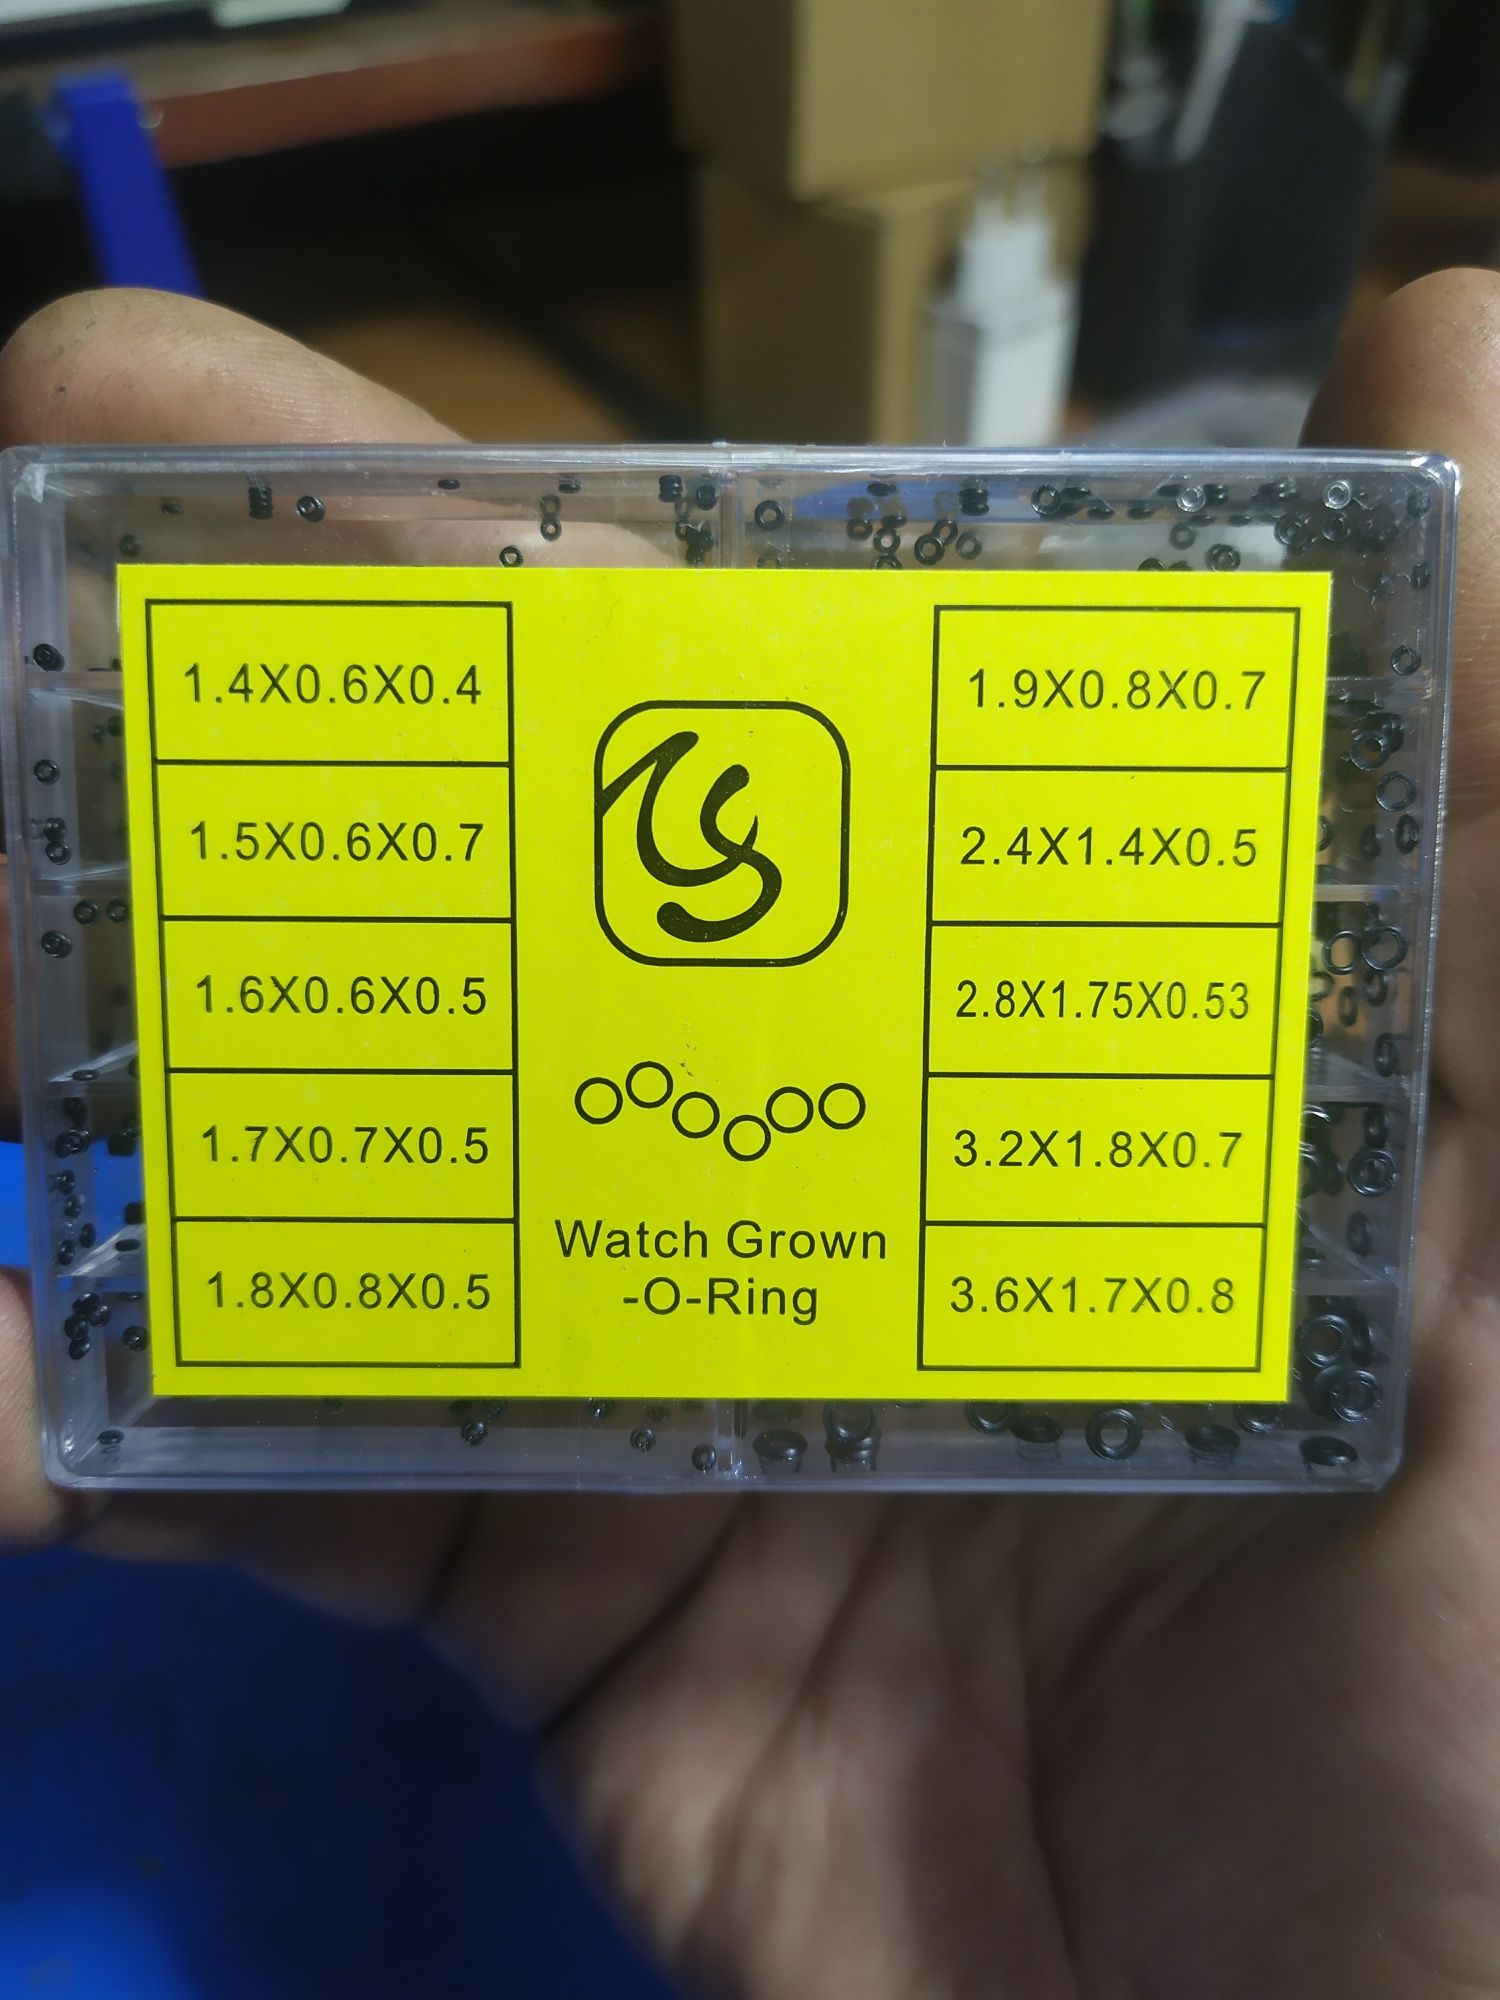 1.4X0.6X0.4
1.5X0.6X0.7
1.6X0.6X0.5
1.7X0.7X0.5
1.8X0.8X0.5
Watch Grown
-O-Ring
1.9X0.8X0.7
2.4X1.4X0.5
2.8X1.75X0.53
3.2X1.8X0.7
3.6X1.7X0.8